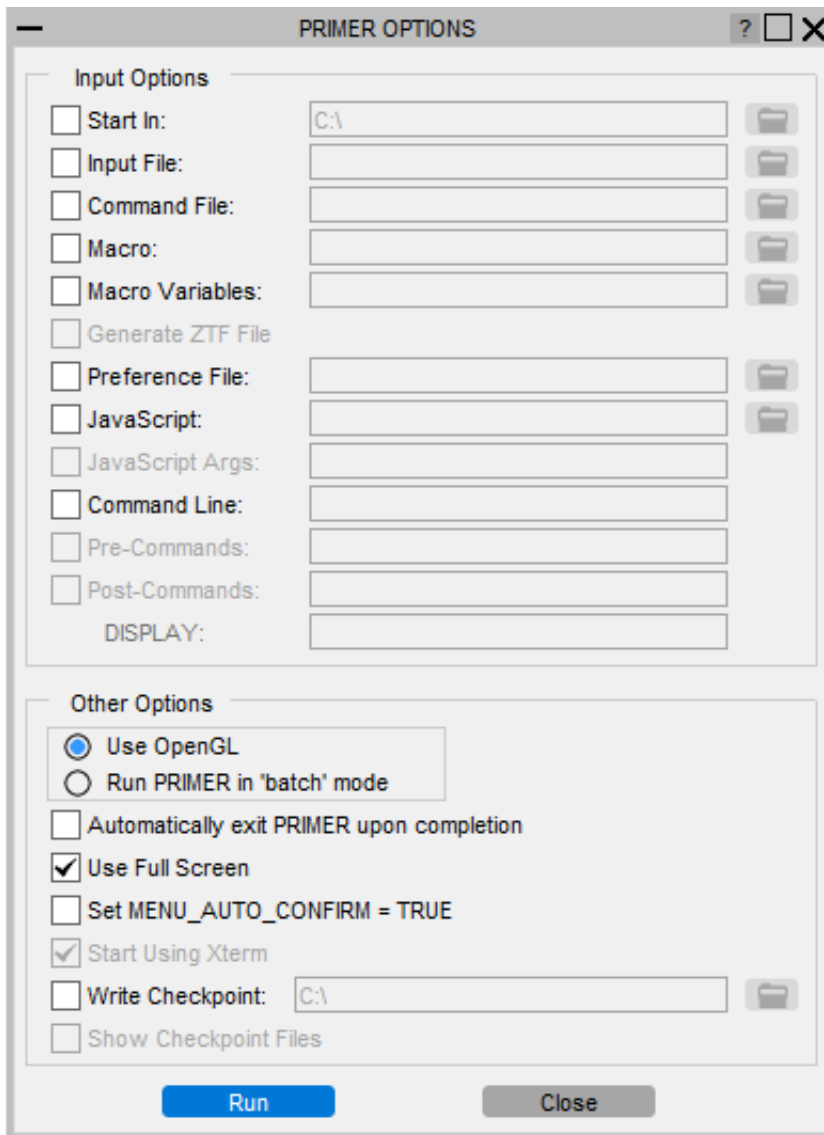 PRIMER OPTIONS ?
Input Options
Start In: C:\
Input File:
Command File:
Macro:
Macro Variables:
Generate ZTF File
Preference File:
JavaScript:
JavaScript Args:
Command Line:
Pre-Commands:
Post-Commands:
DISPLAY:
Other Options
Use OpenGL
Run PRIMER in 'batch' mode
Automatically exit PRIMER upon completion
Use Full Screen
Set MENU_AUTO_CONFIRM = TRUE
Start Using Xterm
Write Checkpoint: C:\
Show Checkpoint Files
Run Close